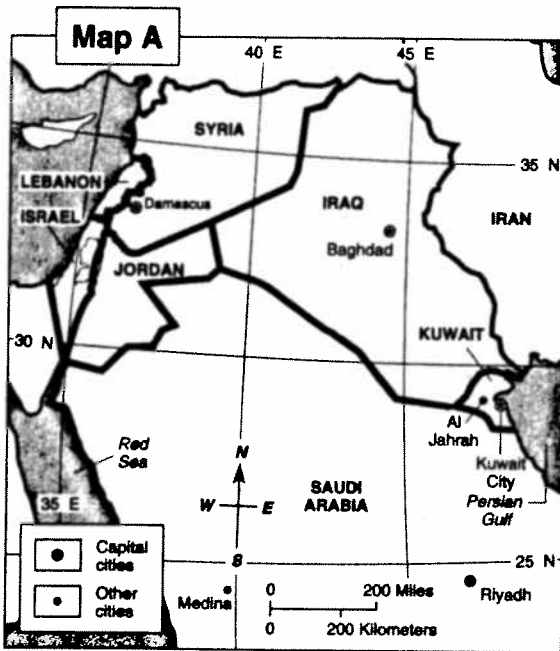 Map A
40 E
45 E
SYRIA
35 N
LEBANON
Damascus
ISRAEL
IRAQ
IRAN
Baghdad
JORDAN
30 N
KUWAIT
Al
Jahrah
Red
Sea
N
Kuwait
City
W
E
SAUDI
ARABIA
Persian
Gulf
35 E
Capital
cities
S
25 N
Other
cities
Medina
0
200 Miles
Riyadh
0
200 Kilometers